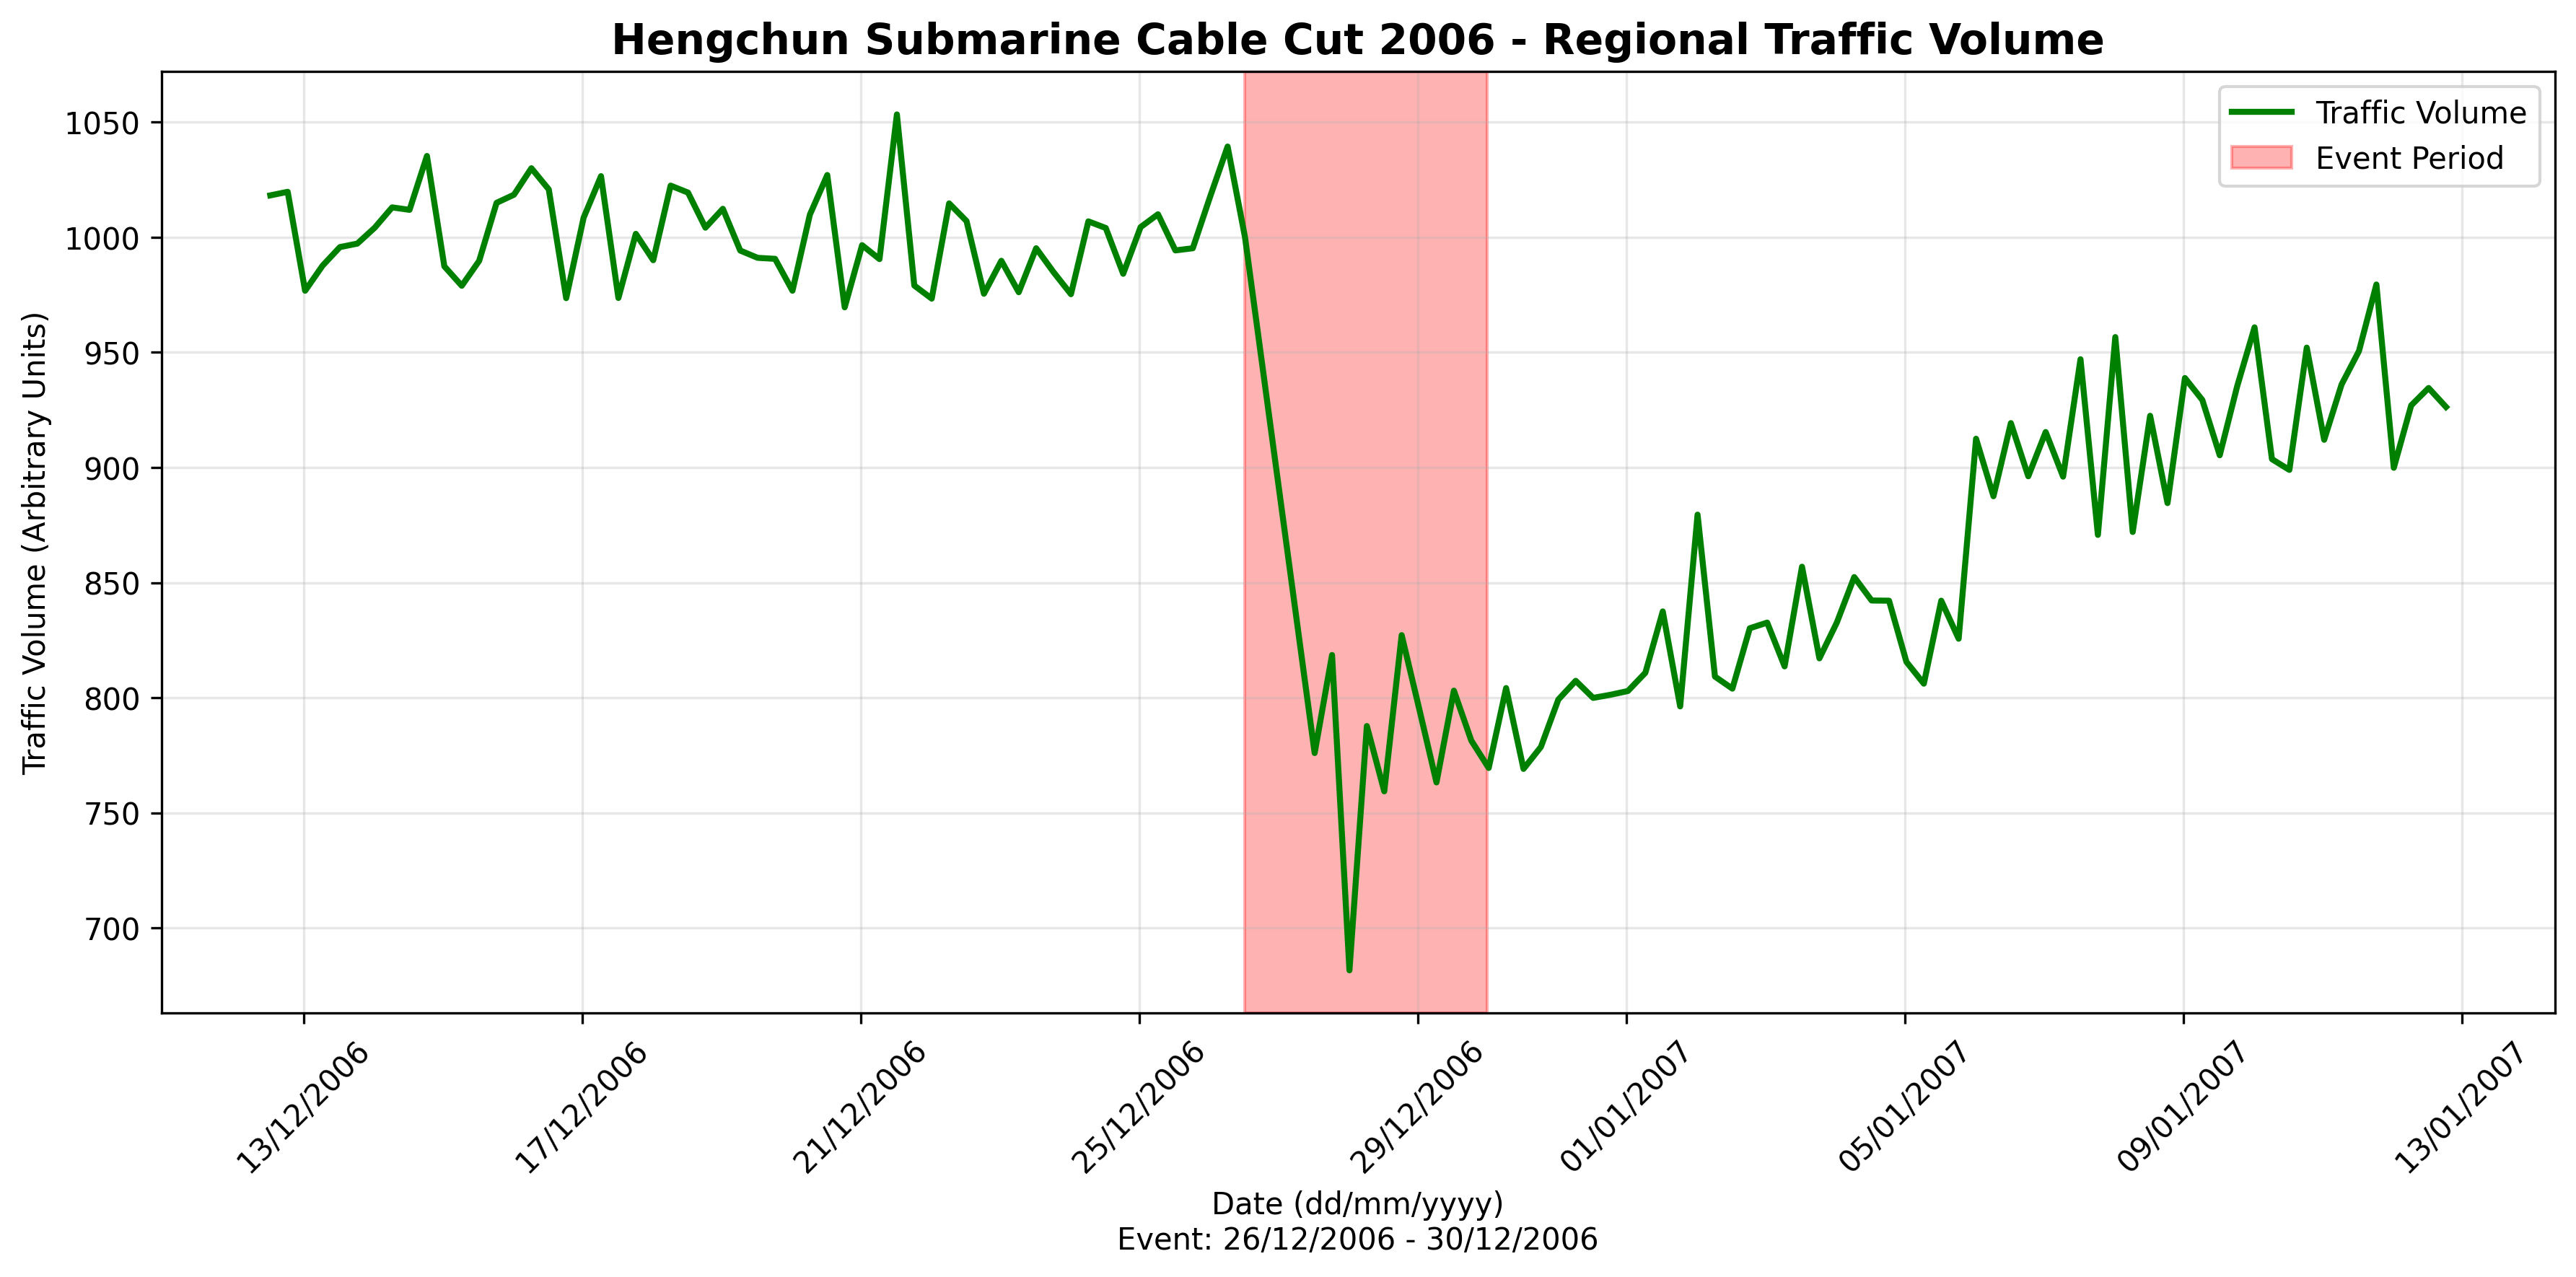 Hengchun Submarine Cable Cut 2006 - Regional Traffic Volume
Traffic Volume
Event Period
Traffic Volume (Arbitrary Units)
1050
1000
950
900
850
800
750
700
13/12/2006
17/12/2006
21/12/2006
25/12/2006
29/12/2006
01/01/2007
05/01/2007
09/01/2007
13/01/2007
Date (dd/mm/yyyy)
Event: 26/12/2006 - 30/12/2006